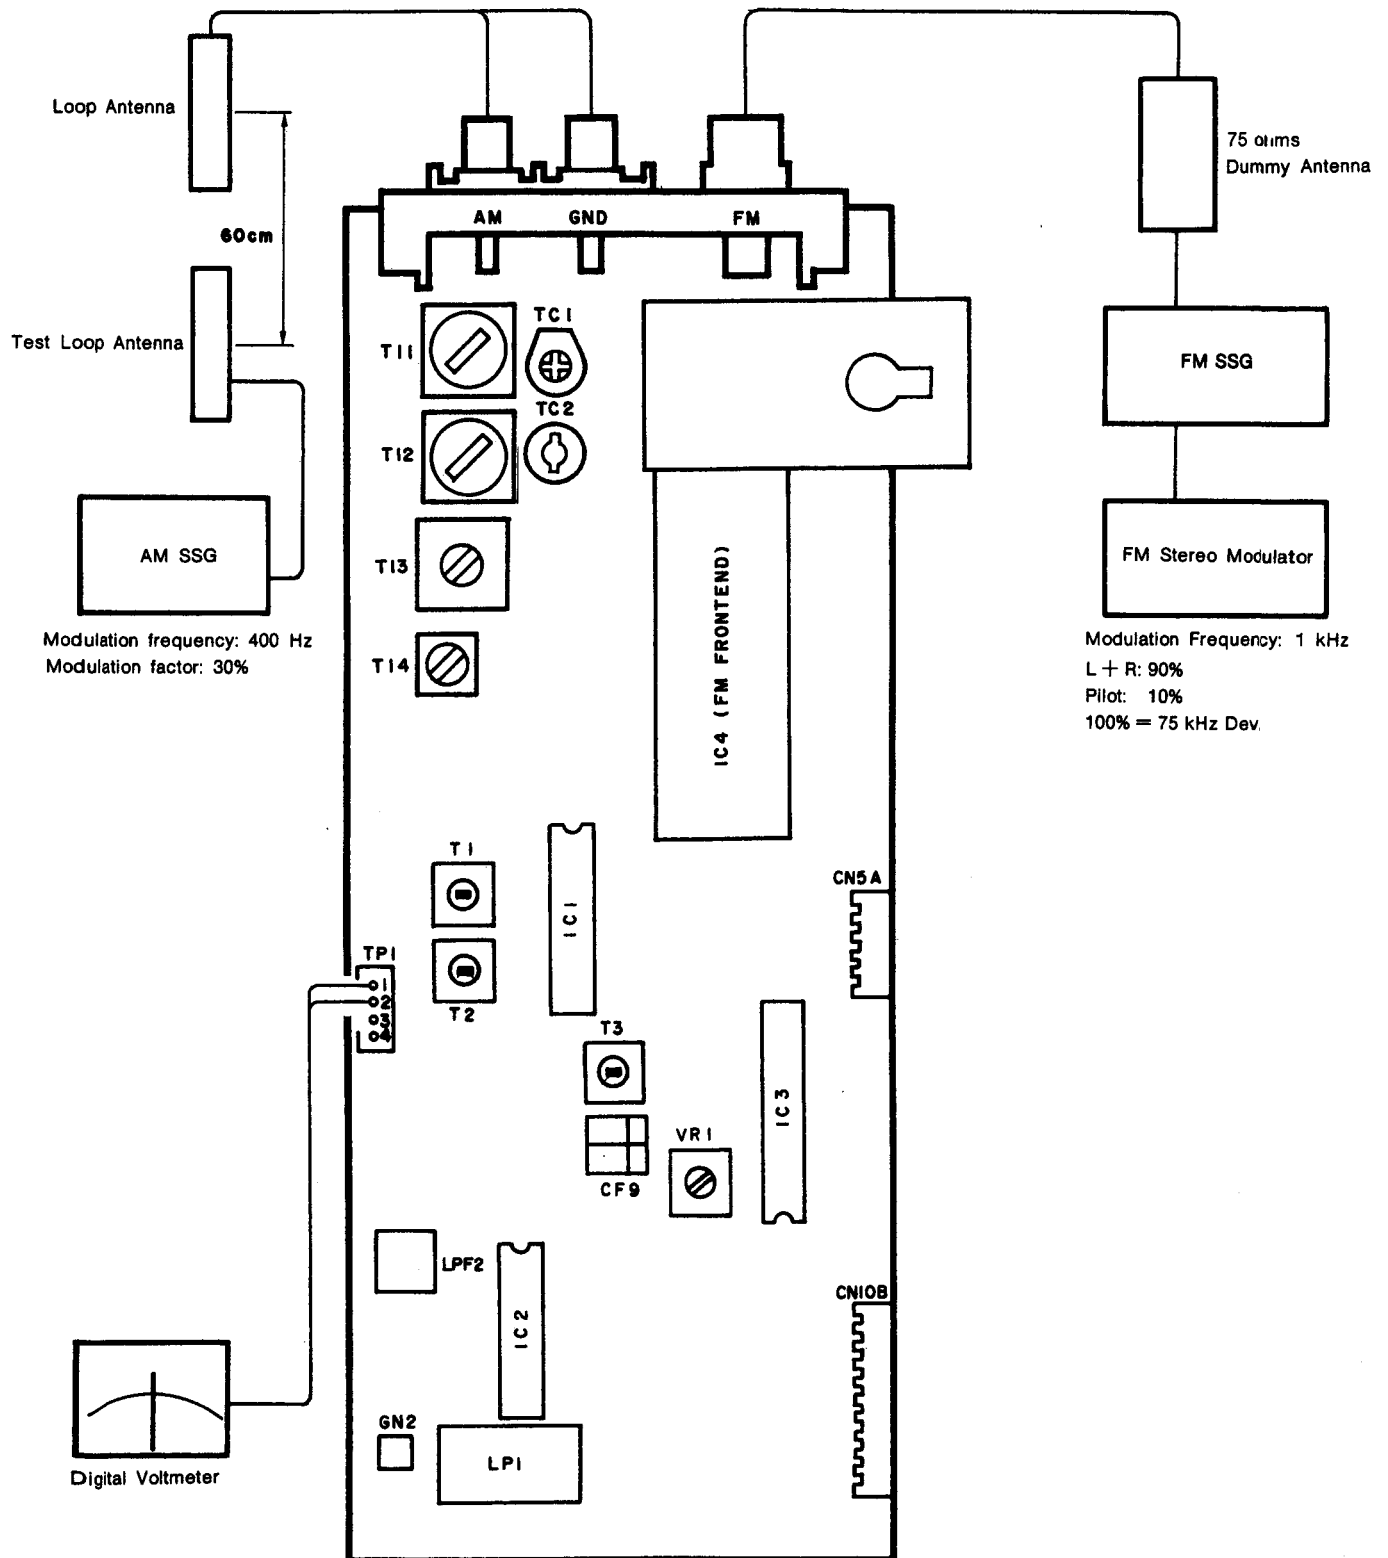 Loop Antenna
60cm
Test Loop Antenna
AM SSG
Modulation frequency: 400 Hz
Modulation factor: 30%
AM
GND
FM
75 ohms
Dummy Antenna
FM SSG
FM Stereo Modulator
Modulation Frequency: 1 kHz
L + R: 90%
Pilot: 10%
100% = 75 kHz Dev.
T11
TC1
T12
TC2
T13
T14
IC4 (FM FRONTEND)
T1
IC1
CN5A
TP1
1
2
3
4
T2
T3
IC3
VR1
CF9
LPF2
IC2
CN10B
GN2
LP1
Digital Voltmeter